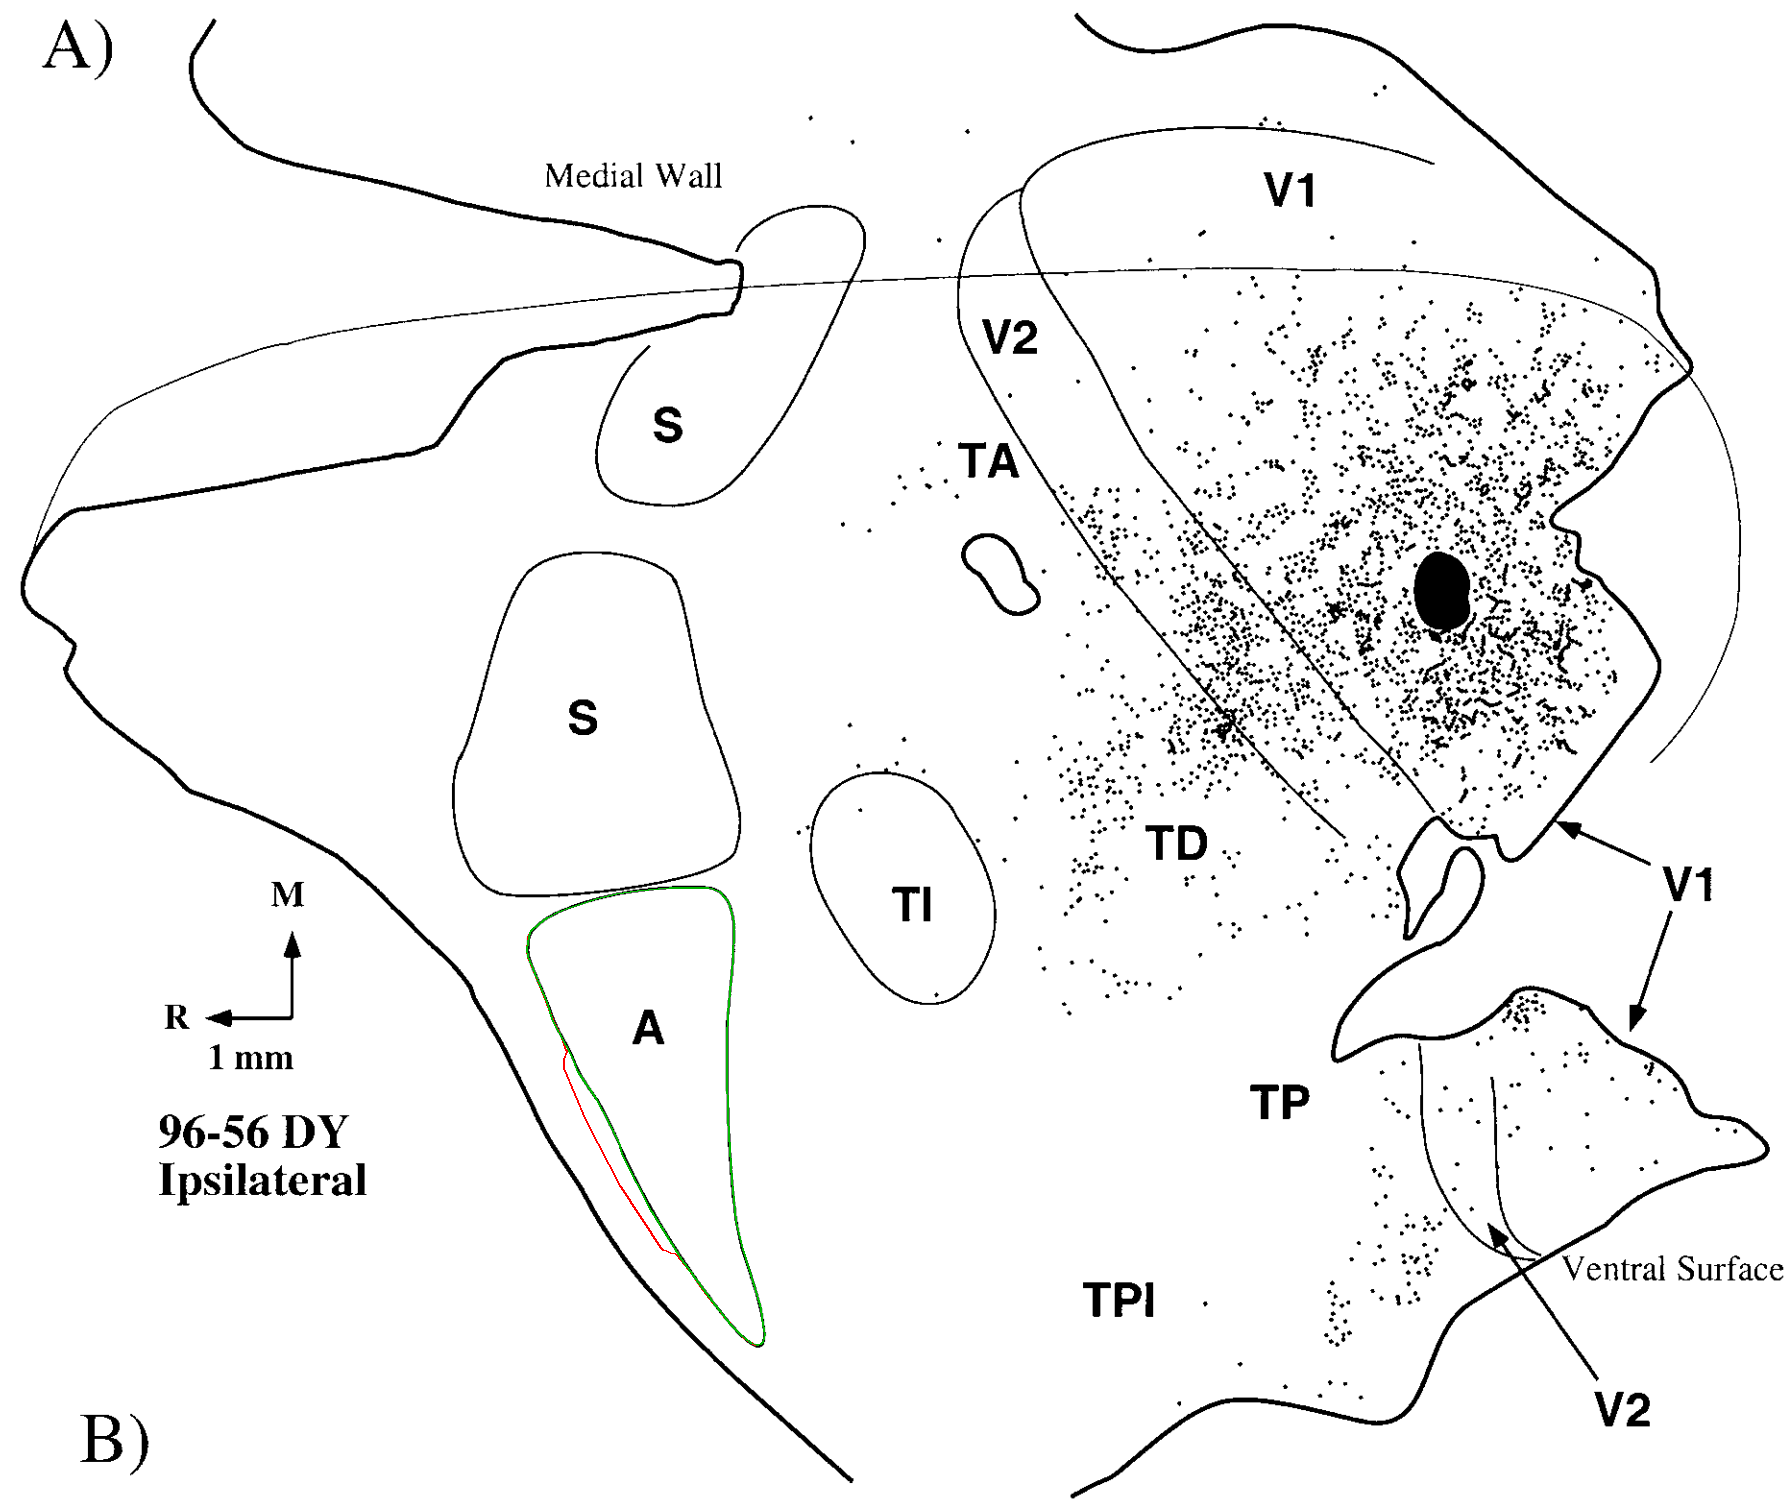 A)
Medial Wall
V1
V2
S
TA
S
TD
V1
TI
M
A
R
1 mm
TP
96-56 DY
Ipsilateral
Ventral Surface
TPI
V2
B)